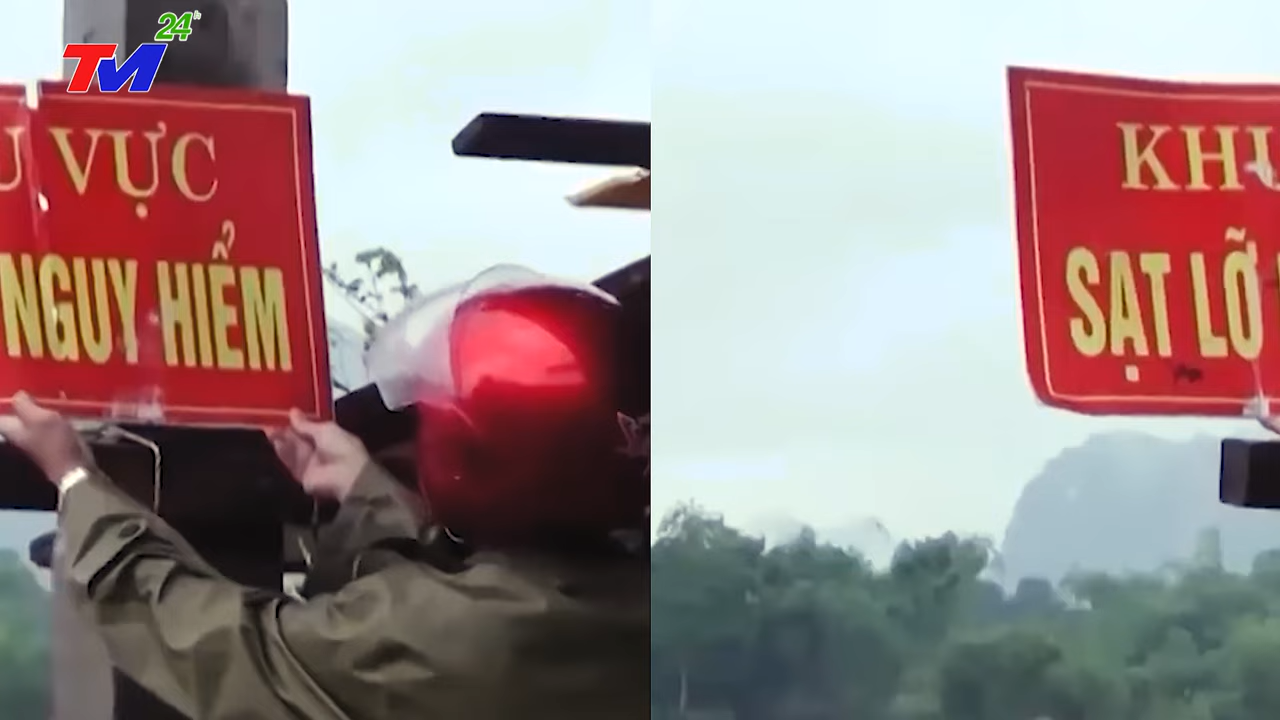 TM 24h
U VỰC
NGUY HIỂM
KHU
SẠT LỠ